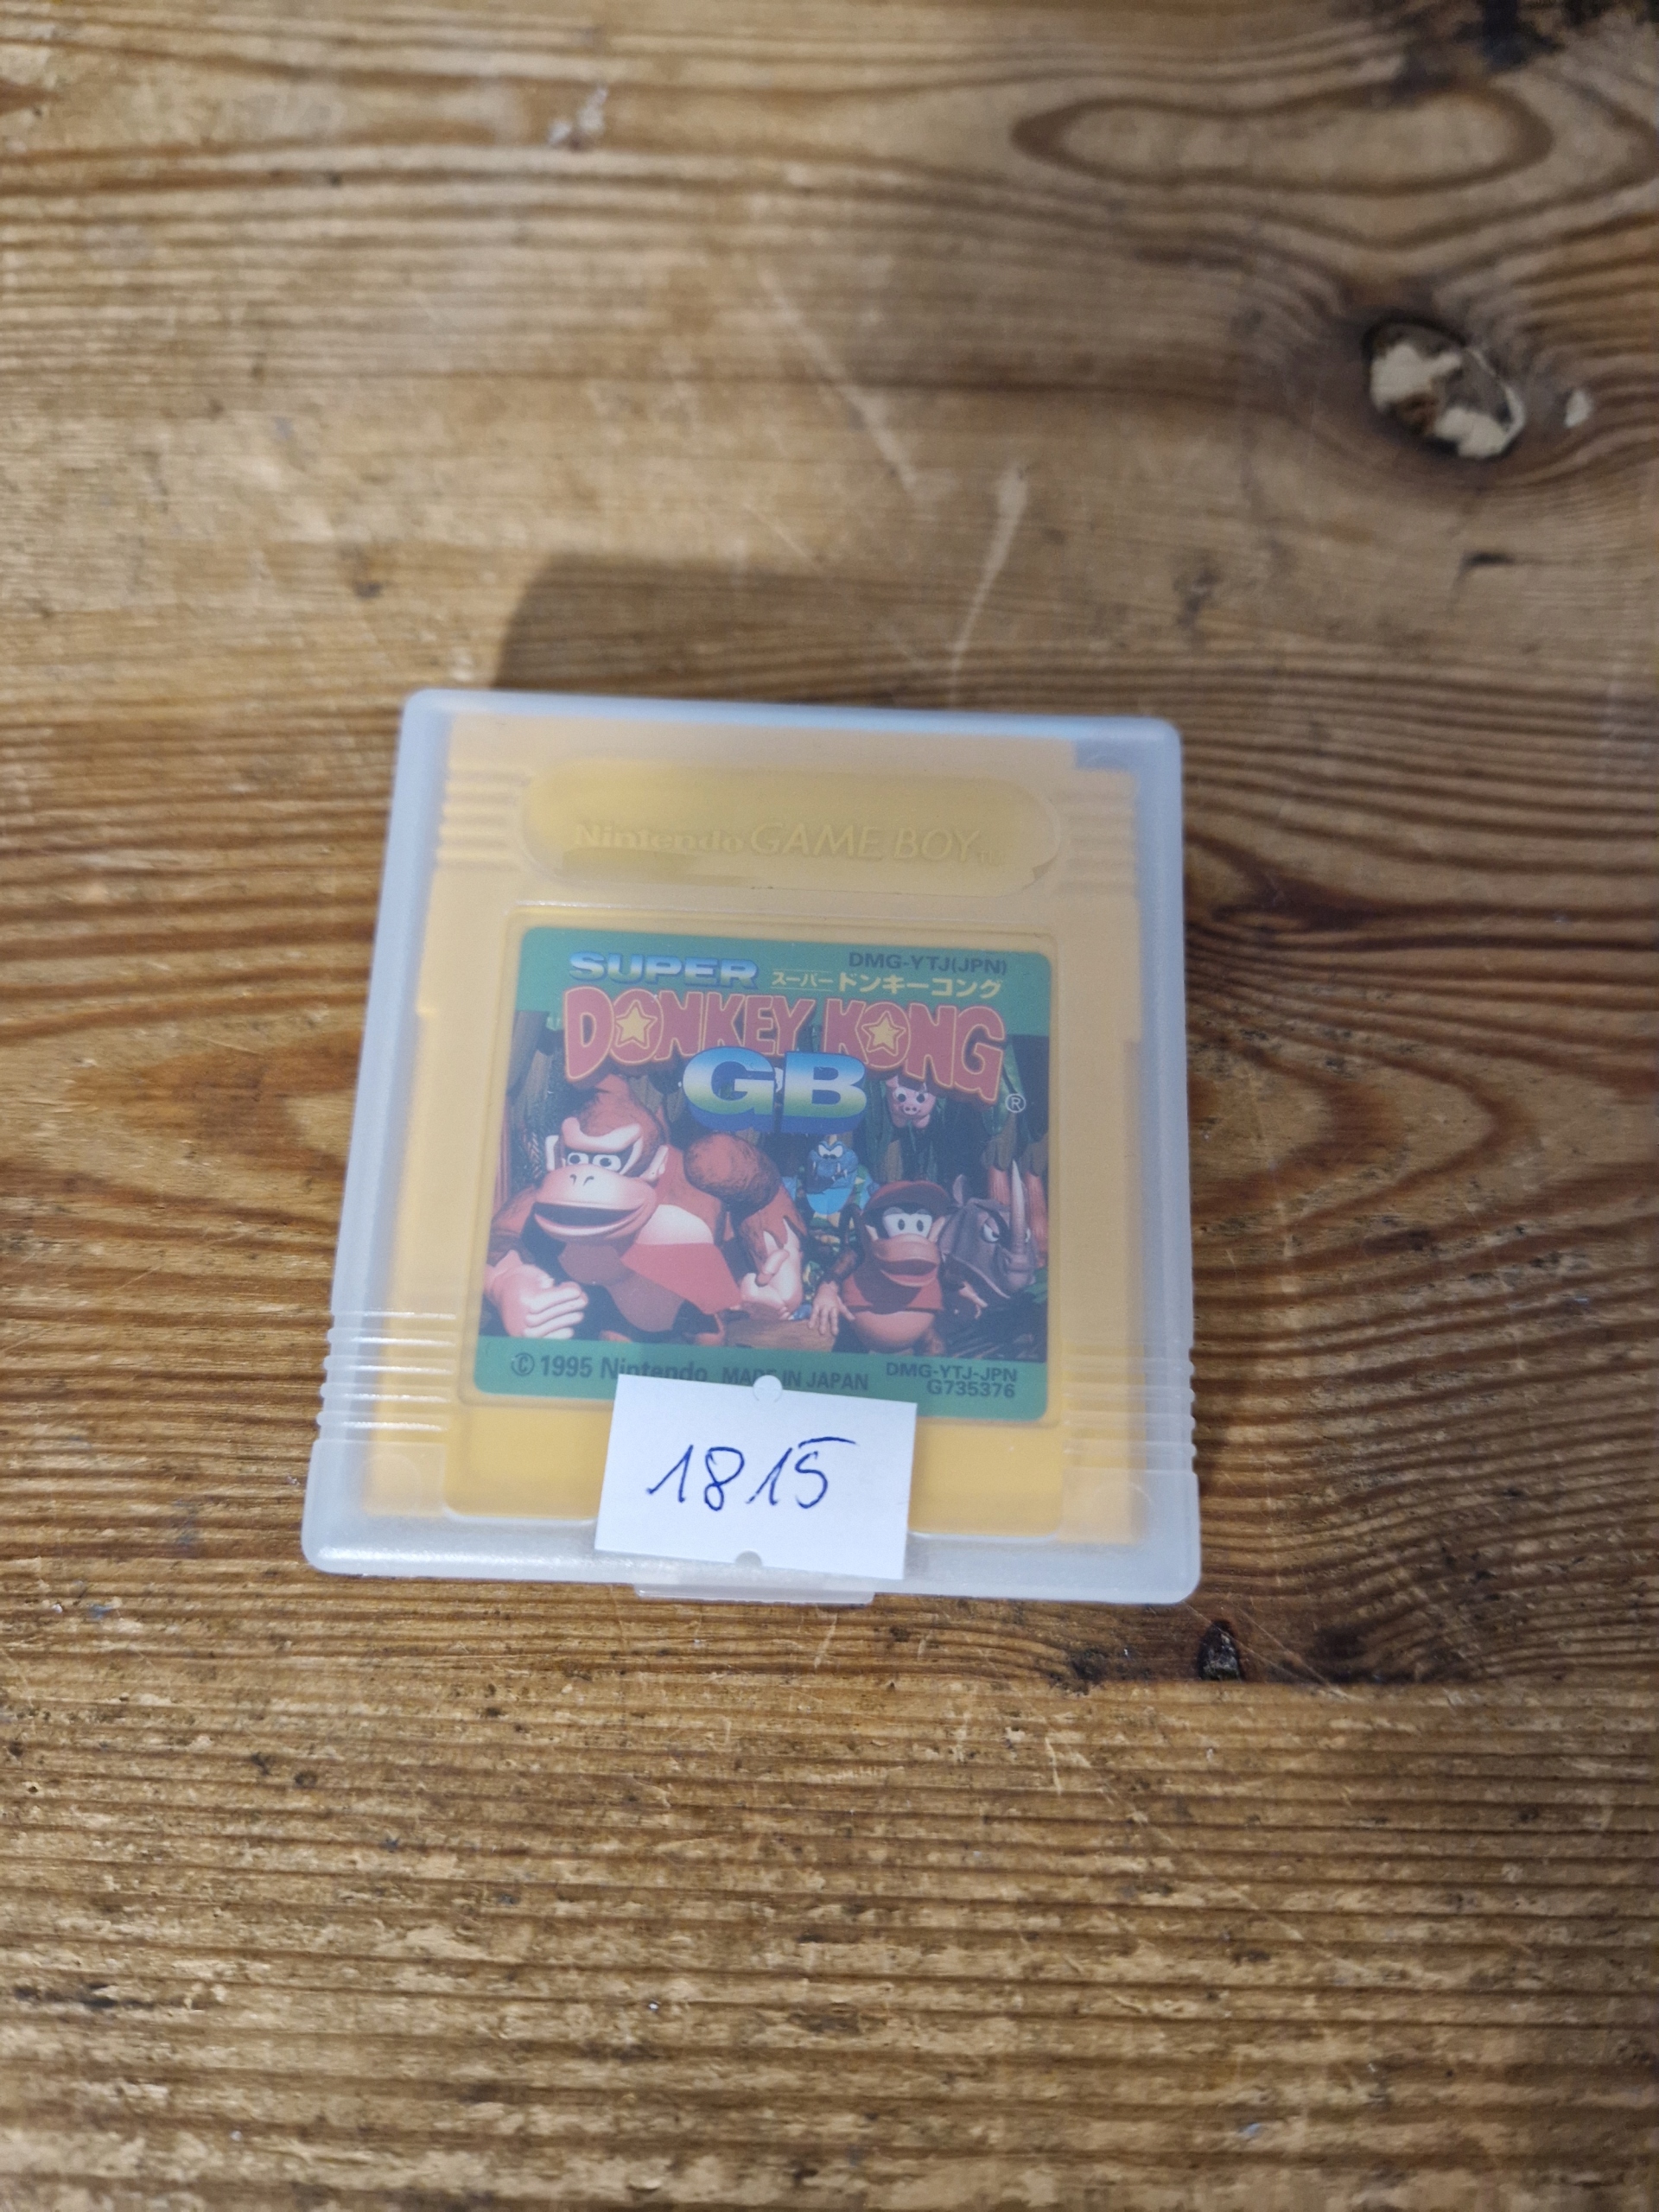 Nintendo GAME BOY TM
DMG-YTJ(JPN)
SUPER スーパードンキーコング
DONKEY KONG
GB ®
© 1995 Nintendo MADE IN JAPAN DMG-YTJ-JPN
G735376
1815